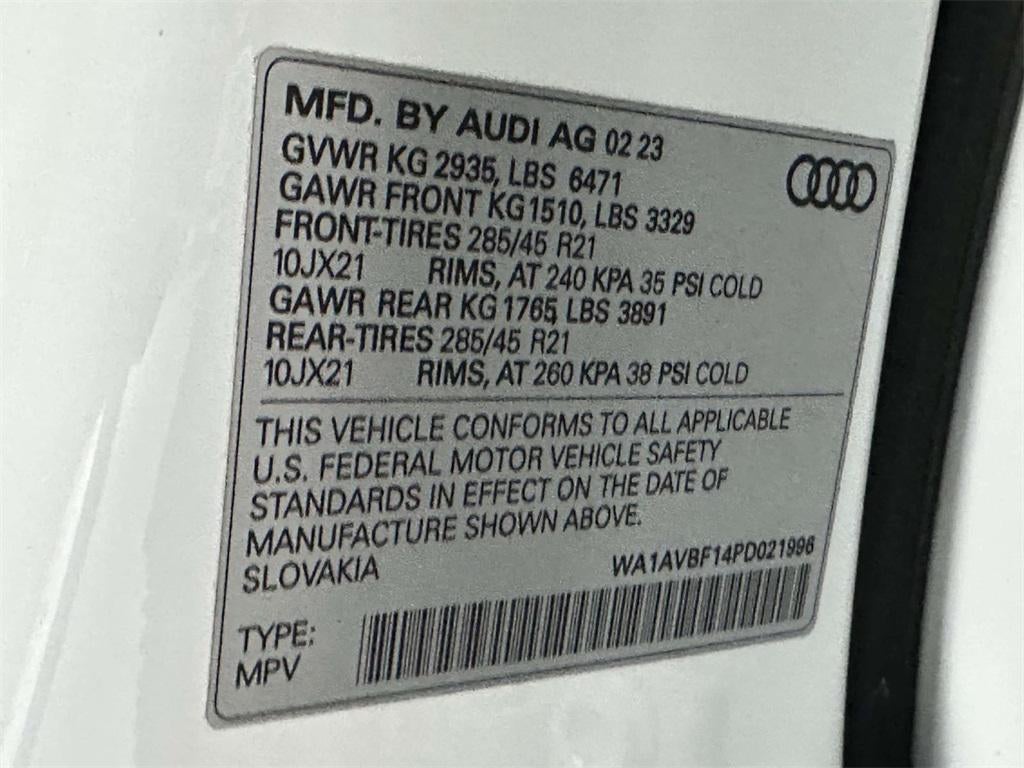 MFD. BY AUDI AG 02 23
GVWR KG 2935, LBS 6471
GAWR FRONT KG1510, LBS 3329
FRONT-TIRES 285/45 R21
10JX21 RIMS, AT 240 KPA 35 PSI COLD
GAWR REAR KG 1765, LBS 3891
REAR-TIRES 285/45 R21
10JX21 RIMS, AT 260 KPA 38 PSI COLD
THIS VEHICLE CONFORMS TO ALL APPLICABLE
U.S. FEDERAL MOTOR VEHICLE SAFETY
STANDARDS IN EFFECT ON THE DATE OF
MANUFACTURE SHOWN ABOVE.
SLOVAKIA
WA1AVBF14PD021996
TYPE:
MPV